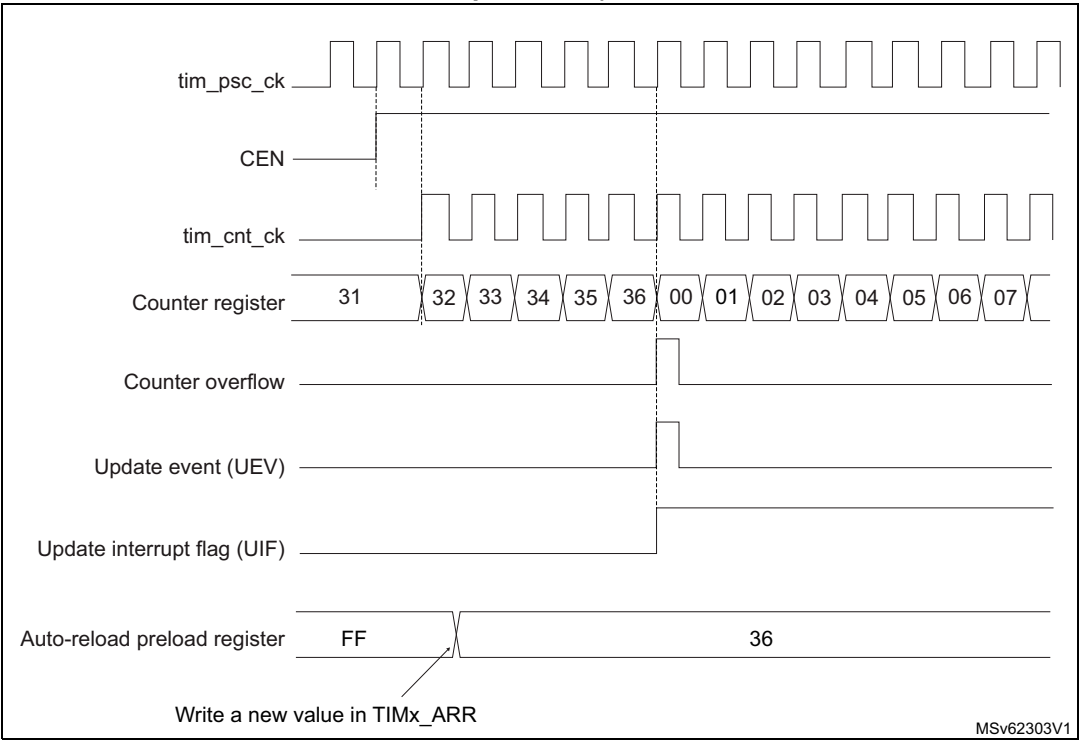 tim_psc_ck
CEN
tim_cnt_ck
Counter register 31 32 33 34 35 36 00 01 02 03 04 05 06 07
Counter overflow
Update event (UEV)
Update interrupt flag (UIF)
Auto-reload preload register FF 36
Write a new value in TIMx_ARR
MSv62303V1